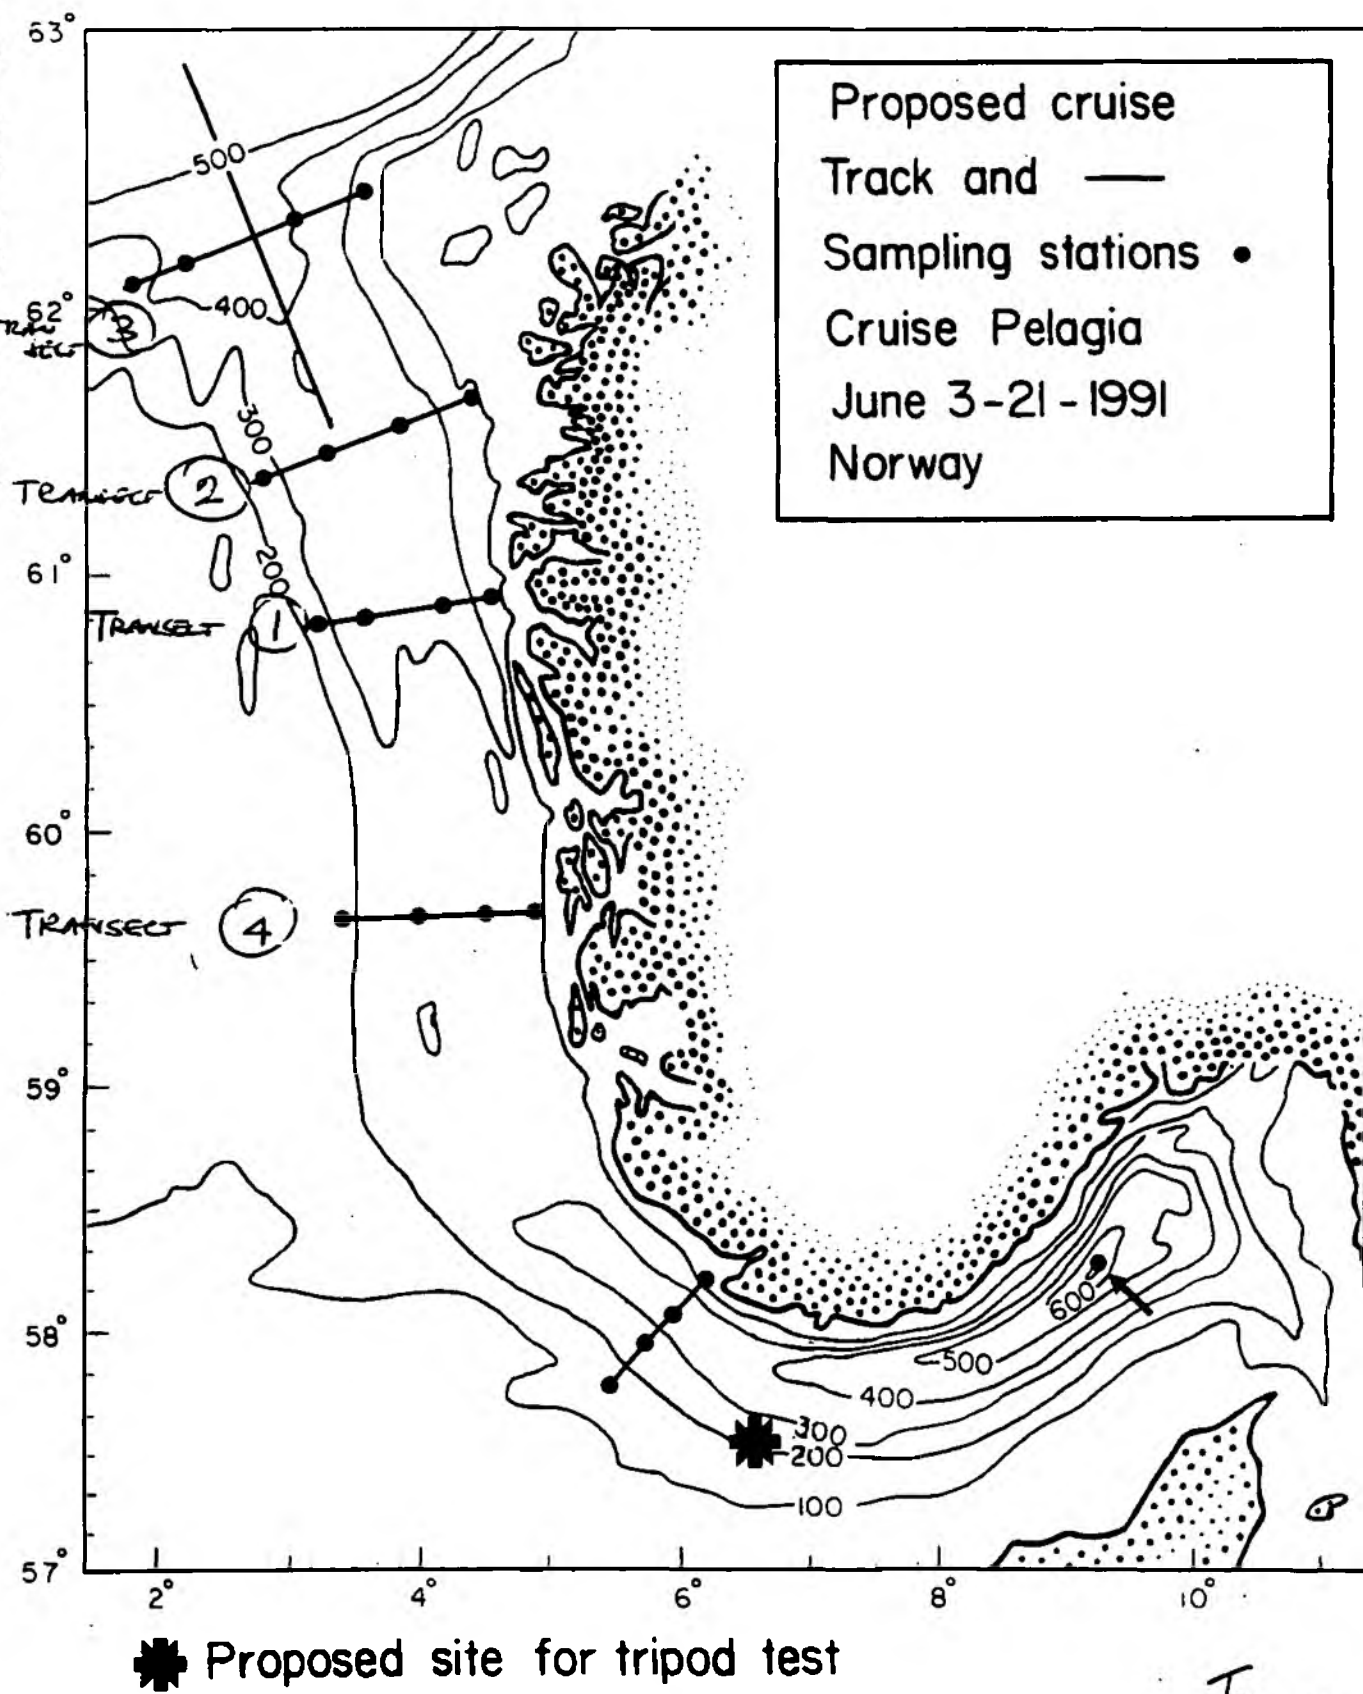 63°
Proposed cruise
Track and —
Sampling stations •
Cruise Pelagia
June 3-21-1991
Norway
500
400
62°
3
300
TRANSECT 2
200
61°
TRANSECT 1
60°
TRANSECT 4
59°
58°
600
500
400
300
200
100
57°
2° 4° 6° 8° 10°
Proposed site for tripod test